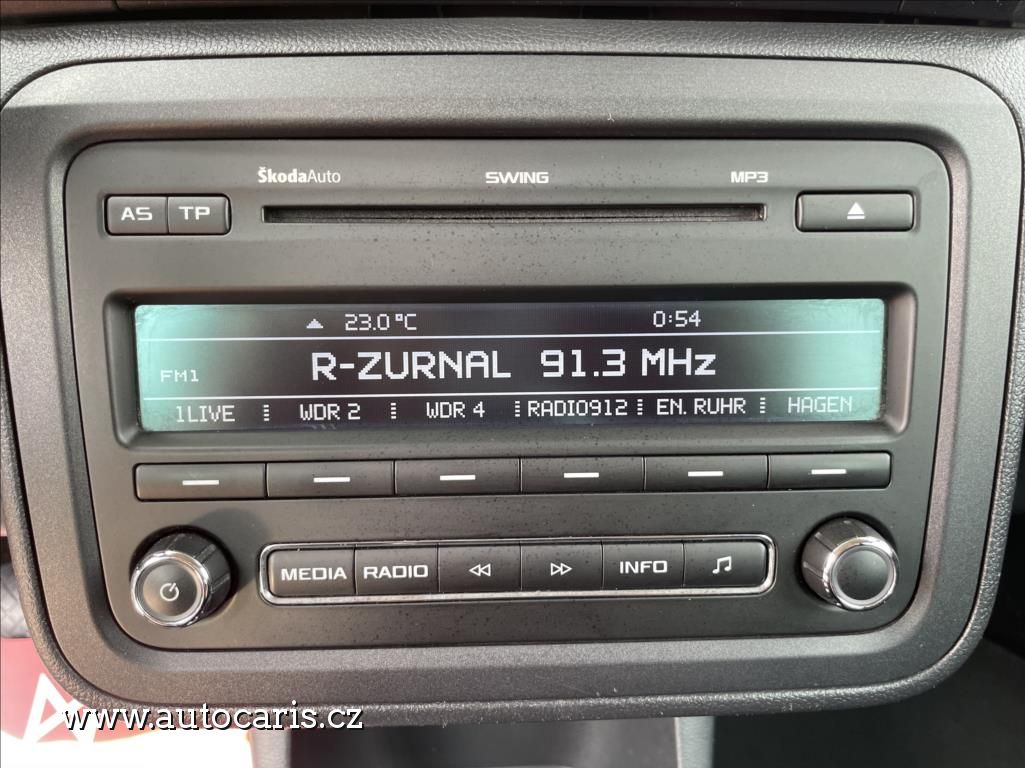 ŠkodaAuto SWING MP3
AS TP
23.0 °C 0:54
FM1 R-ZURNAL 91.3 MHz
1LIVE WDR 2 WDR 4 RADIO912 EN. RUHR HAGEN
MEDIA RADIO INFO
www.autocaris.cz